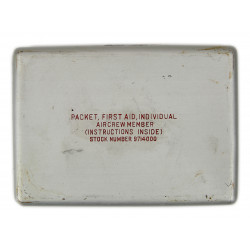 PACKET, FIRST AID, INDIVIDUAL
AIRCREW MEMBER
(INSTRUCTIONS INSIDE)
STOCK NUMBER 9714000